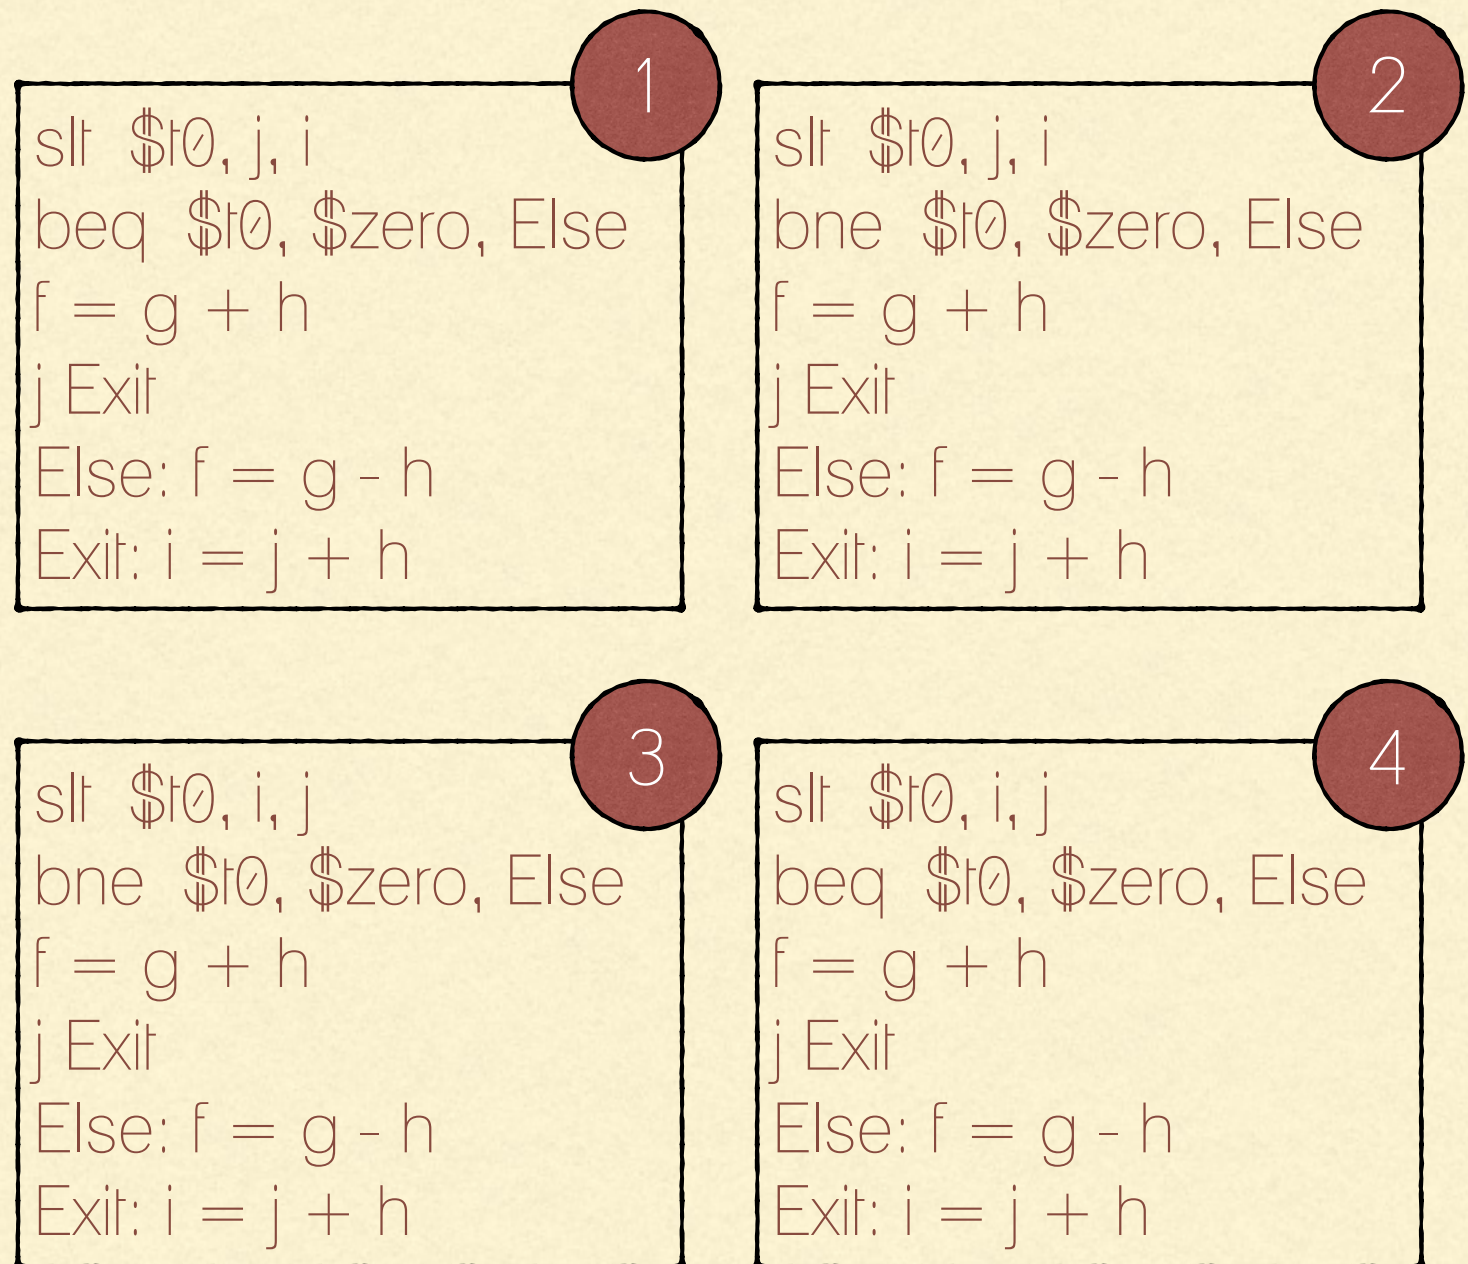 1
slt $t0, j, i
beq $t0, $zero, Else
f = g + h
j Exit
Else: f = g - h
Exit: i = j + h
2
slt $t0, j, i
bne $t0, $zero, Else
f = g + h
j Exit
Else: f = g - h
Exit: i = j + h
3
slt $t0, i, j
bne $t0, $zero, Else
f = g + h
j Exit
Else: f = g - h
Exit: i = j + h
4
slt $t0, i, j
beq $t0, $zero, Else
f = g + h
j Exit
Else: f = g - h
Exit: i = j + h